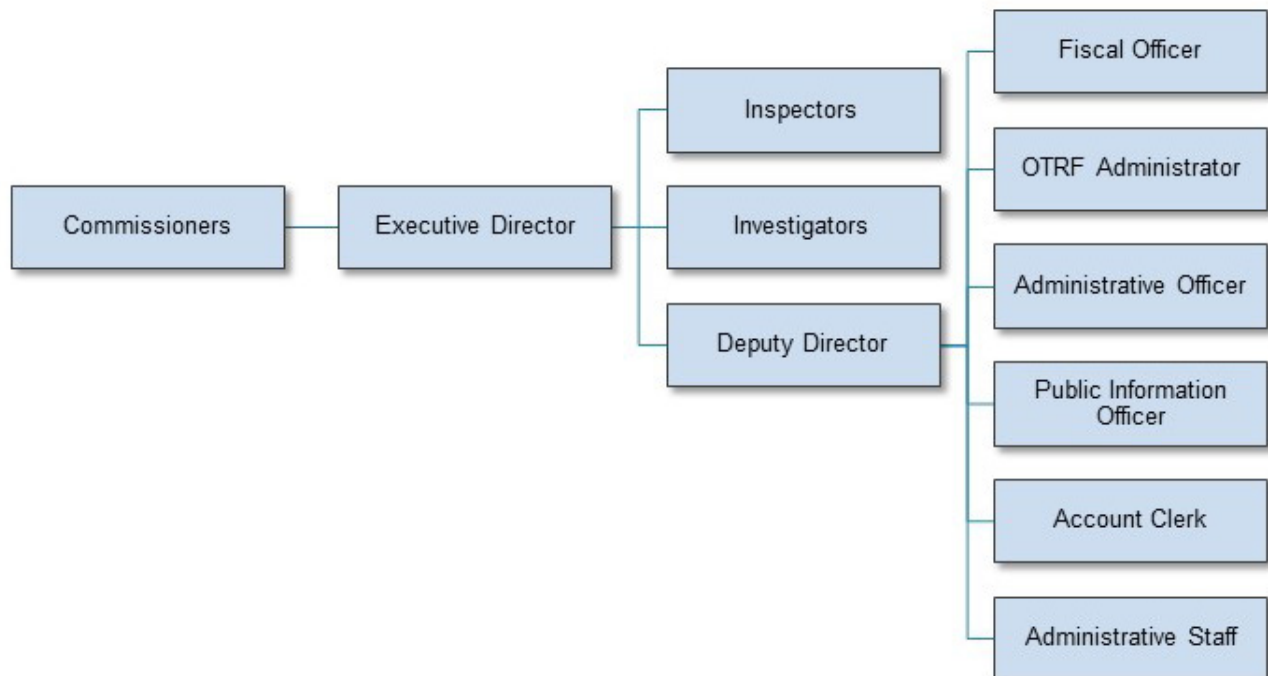 Commissioners
Executive Director
Inspectors
Investigators
Deputy Director
Fiscal Officer
OTRF Administrator
Administrative Officer
Public Information
Officer
Account Clerk
Administrative Staff